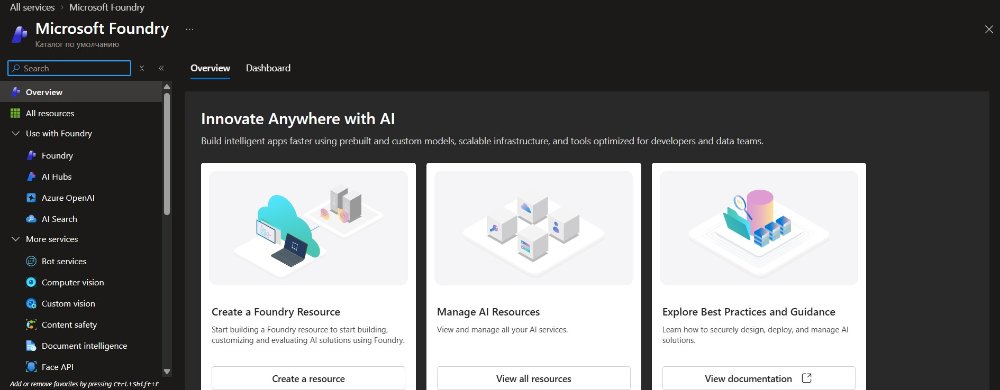 All services > Microsoft Foundry
Microsoft Foundry ...
Каталог по умолчанию
Search
Overview
All resources
Use with Foundry
Foundry
AI Hubs
Azure OpenAI
AI Search
More services
Bot services
Computer vision
Custom vision
Content safety
Document intelligence
Face API
Add or remove favorites by pressing Ctrl+Shift+F
Overview Dashboard
Innovate Anywhere with AI
Build intelligent apps faster using prebuilt and custom models, scalable infrastructure, and tools optimized for developers and data teams.
Create a Foundry Resource
Start building a Foundry resource to start building,
customizing and evaluating AI solutions using Foundry.
Create a resource
Manage AI Resources
View and manage all your AI services.
View all resources
Explore Best Practices and Guidance
Learn how to securely design, deploy, and manage AI
solutions.
View documentation